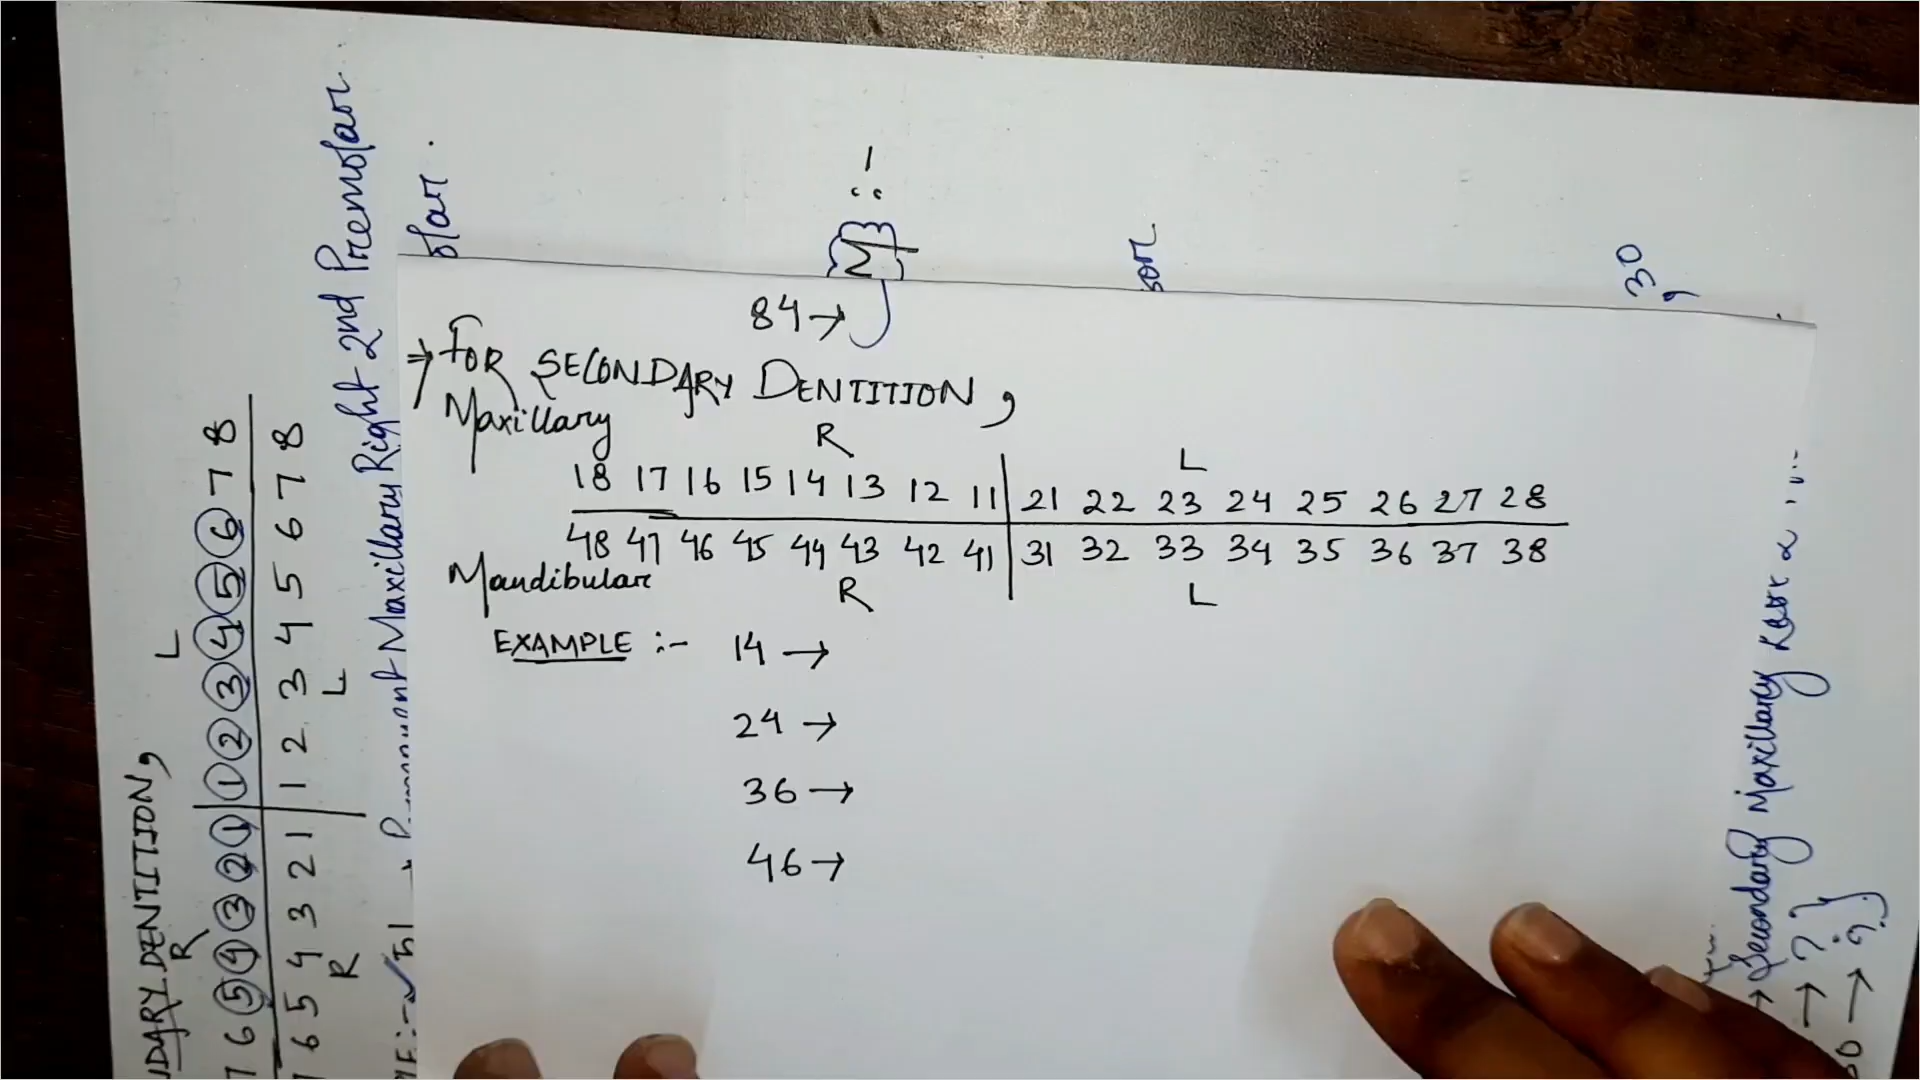 84 →
⇒ FOR SECONDARY DENTITION,
Maxillary
R L
18 17 16 15 14 13 12 11 | 21 22 23 24 25 26 27 28
48 47 46 45 44 43 42 41 | 31 32 33 34 35 36 37 38
Mandibular
R L
EXAMPLE :- 14 →
24 →
36 →
46 →
DENTITION,
R L
7 6 5 4 3 2 1 | 1 2 3 4 5 6 7 8
6 5 4 3 2 1 | 1 2 3 4 5 6 7 8
R L
Maxillary Right 2nd Premolar
30
→ Secondary Maxillary
→ ?
→ ?